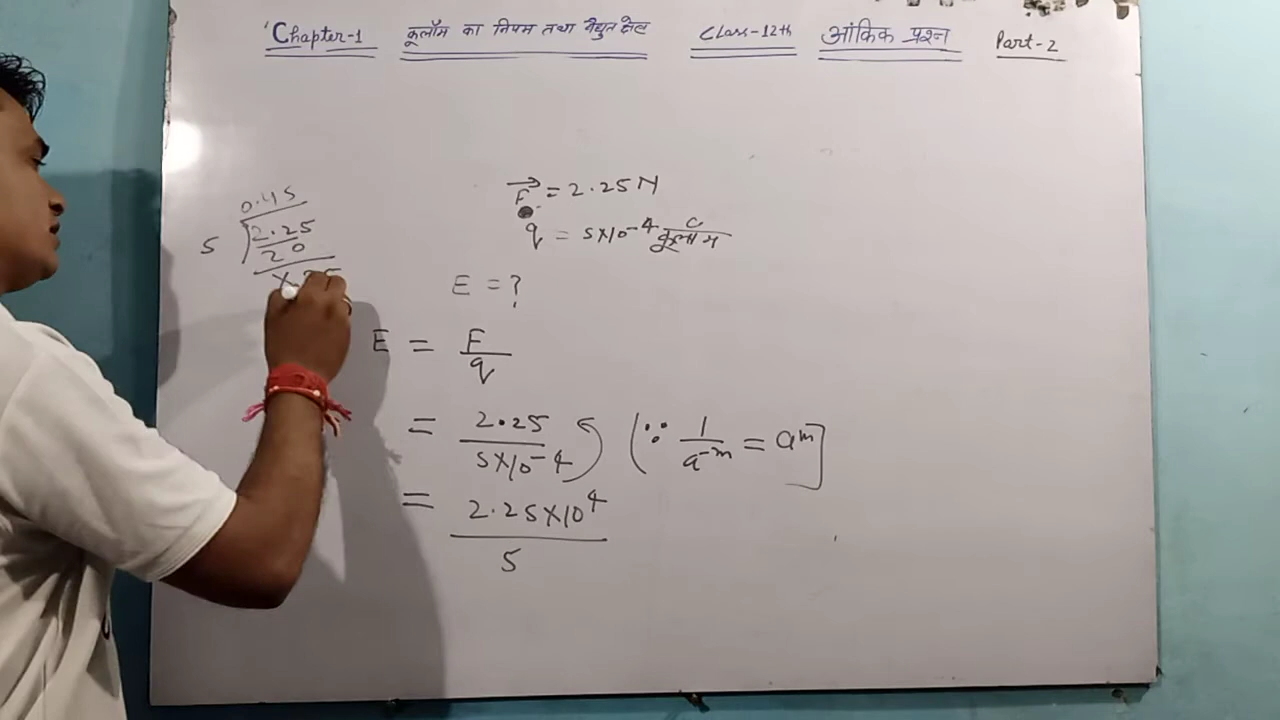 Chapter-1 कूलॉम का नियम तथा वैद्युत क्षेत्र Class-12th आंकिक प्रश्न Part-2
F = 2.25 N
q = 5×10⁻⁴ C कूलाम
E = ?
E = F/q
= 2.25/5×10⁻⁴ (∵ 1/a⁻ᵐ = aᵐ]
= 2.25×10⁴/5
0.45
5 2.25
20
×25